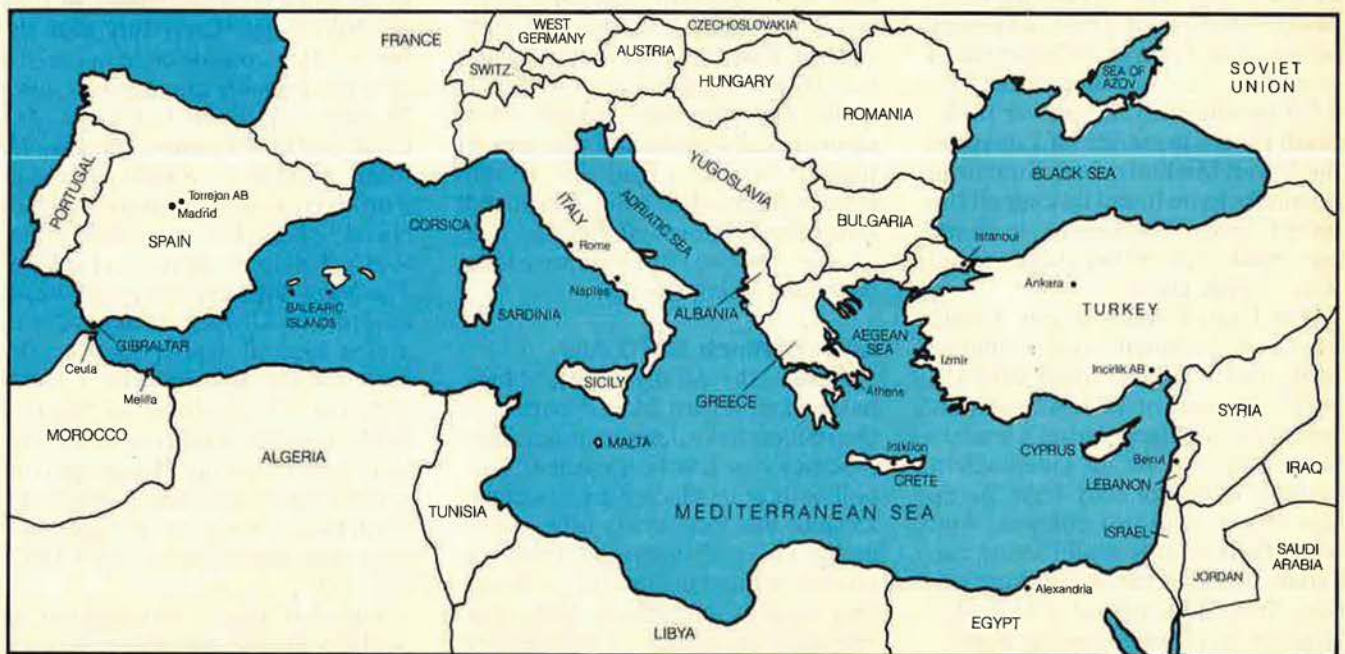 FRANCE
WEST
GERMANY
CZECHOSLOVAKIA
AUSTRIA
SWITZ.
HUNGARY
ROMANIA
SEA OF
AZOV
SOVIET
UNION
PORTUGAL
Torrejon AB
Madrid
SPAIN
CORSICA
ITALY
Rome
Naples
ADRIATIC SEA
YUGOSLAVIA
BULGARIA
BLACK SEA
Istanbul
Ankara
TURKEY
BALEARIC
ISLANDS
SARDINIA
ALBANIA
AEGEAN
SEA
Izmir
Incirlik AB
GIBRALTAR
Ceula
Melilla
SICILY
GREECE
Athens
SYRIA
MOROCCO
ALGERIA
MALTA
Iraklion
CRETE
CYPRUS
Beirut
LEBANON
IRAQ
TUNISIA
MEDITERRANEAN SEA
ISRAEL
SAUDI
ARABIA
JORDAN
Alexandria
LIBYA
EGYPT